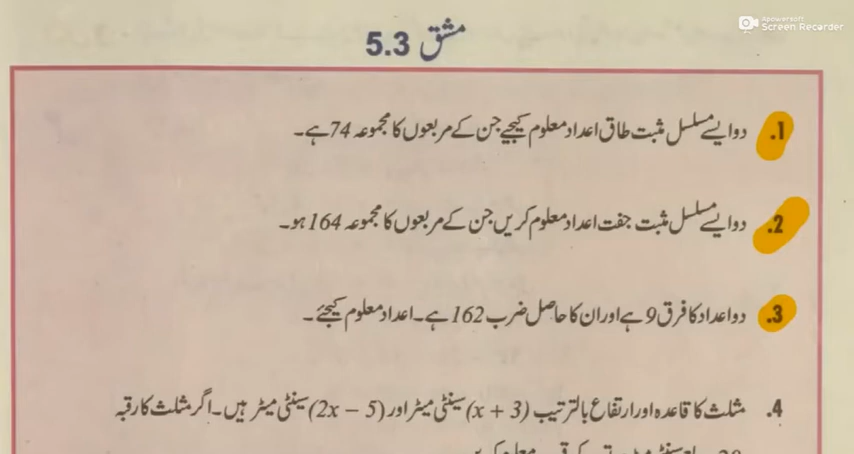 Apowersoft
Screen Recorder
مشق 5.3
1. دو ایسے مسلسل مثبت طاق اعداد معلوم کیجیے جن کے مربعوں کا مجموعہ 74 ہے۔
2. دو ایسے مسلسل مثبت جفت اعداد معلوم کریں جن کے مربعوں کا مجموعہ 164 ہو۔
3. دو اعداد کا فرق 9 ہے اور ان کا حاصل ضرب 162 ہے۔ اعداد معلوم کیجئے۔
4. مثلث کا قاعدہ اور ارتفاع بالترتیب (x + 3) سینٹی میٹر اور (2x − 5) سینٹی میٹر ہیں۔ اگر مثلث کا رقبہ